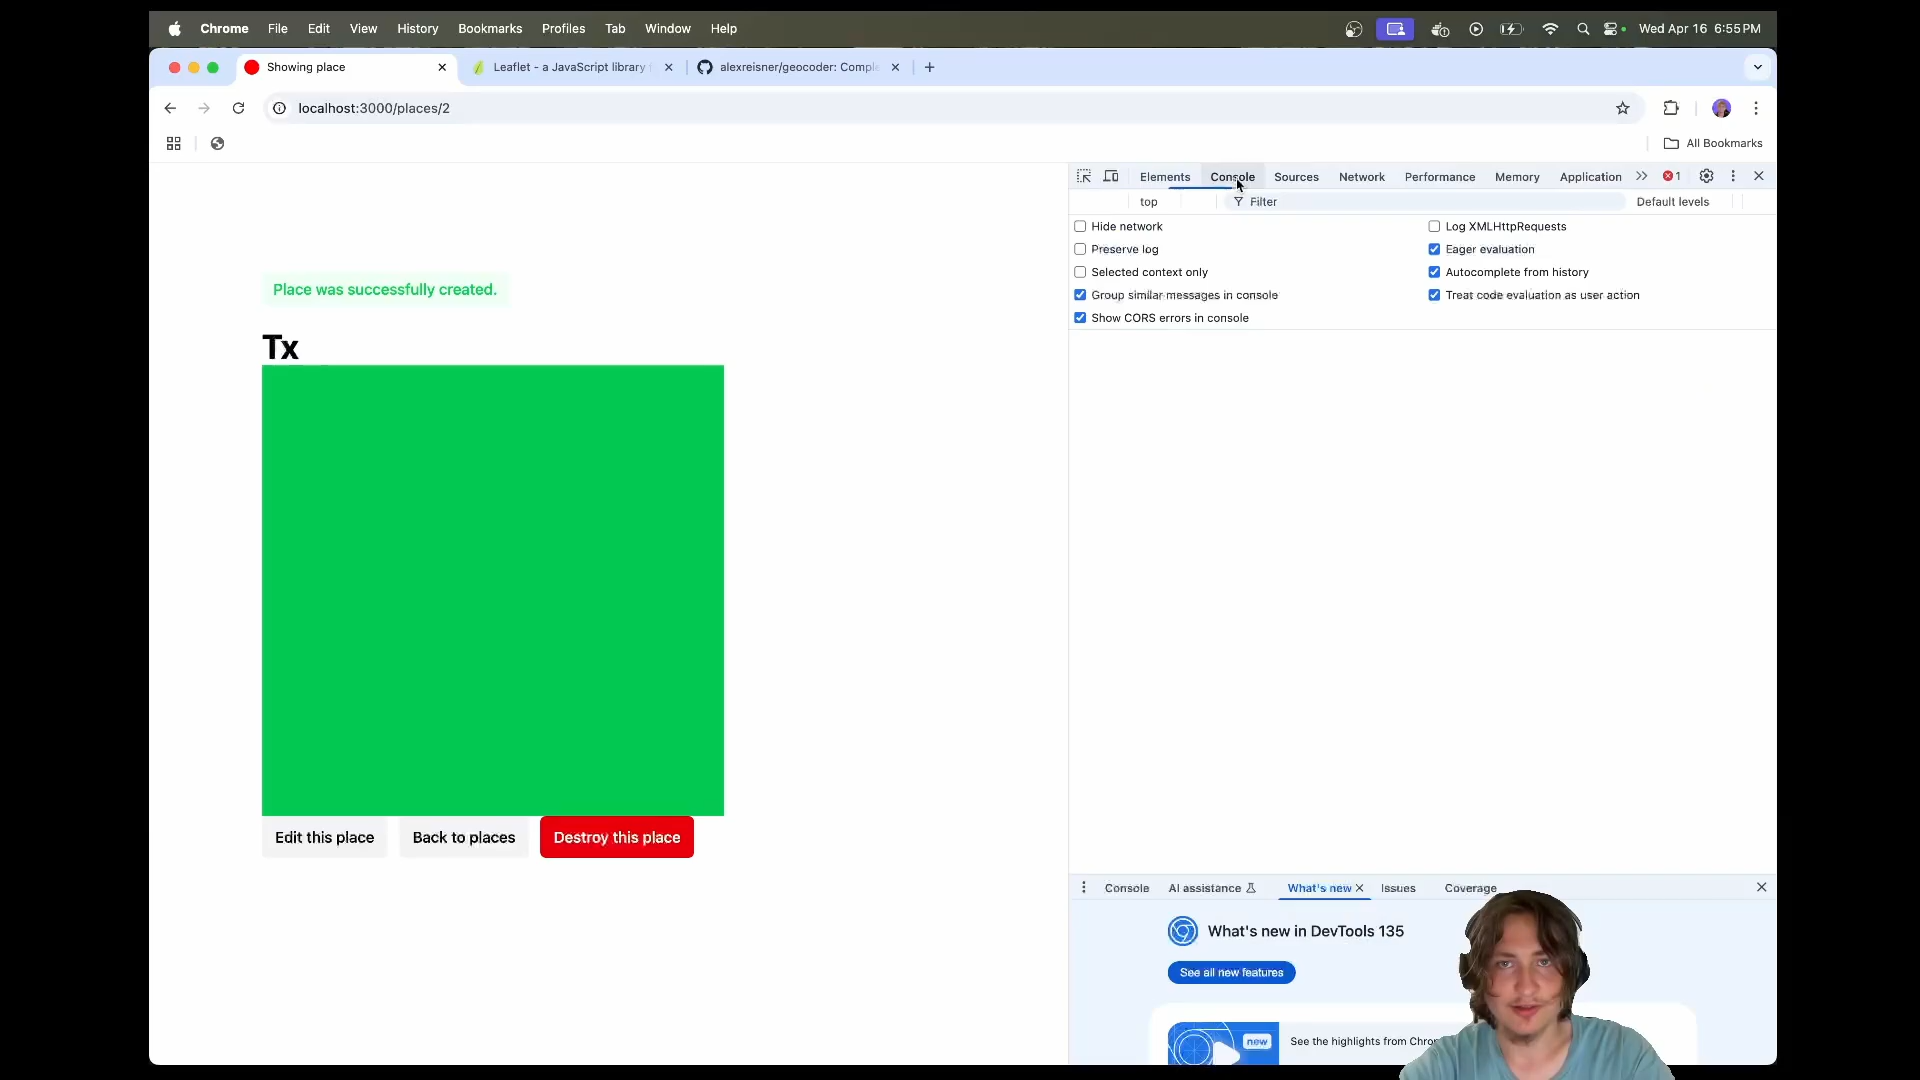 Chrome File Edit View History Bookmarks Profiles Tab Window Help Wed Apr 16 6:55 PM
Showing place Leaflet - a JavaScript library alexreisner/geocoder: Comple
localhost:3000/places/2
All Bookmarks
Elements Console Sources Network Performance Memory Application 1
top Filter Default levels
Hide network Log XMLHttpRequests
Preserve log Eager evaluation
Selected context only Autocomplete from history
Group similar messages in console Treat code evaluation as user action
Show CORS errors in console
Place was successfully created.
Tx
Edit this place Back to places Destroy this place
Console AI assistance What's new Issues Coverage
What's new in DevTools 135
See all new features
new
See the highlights from Chro